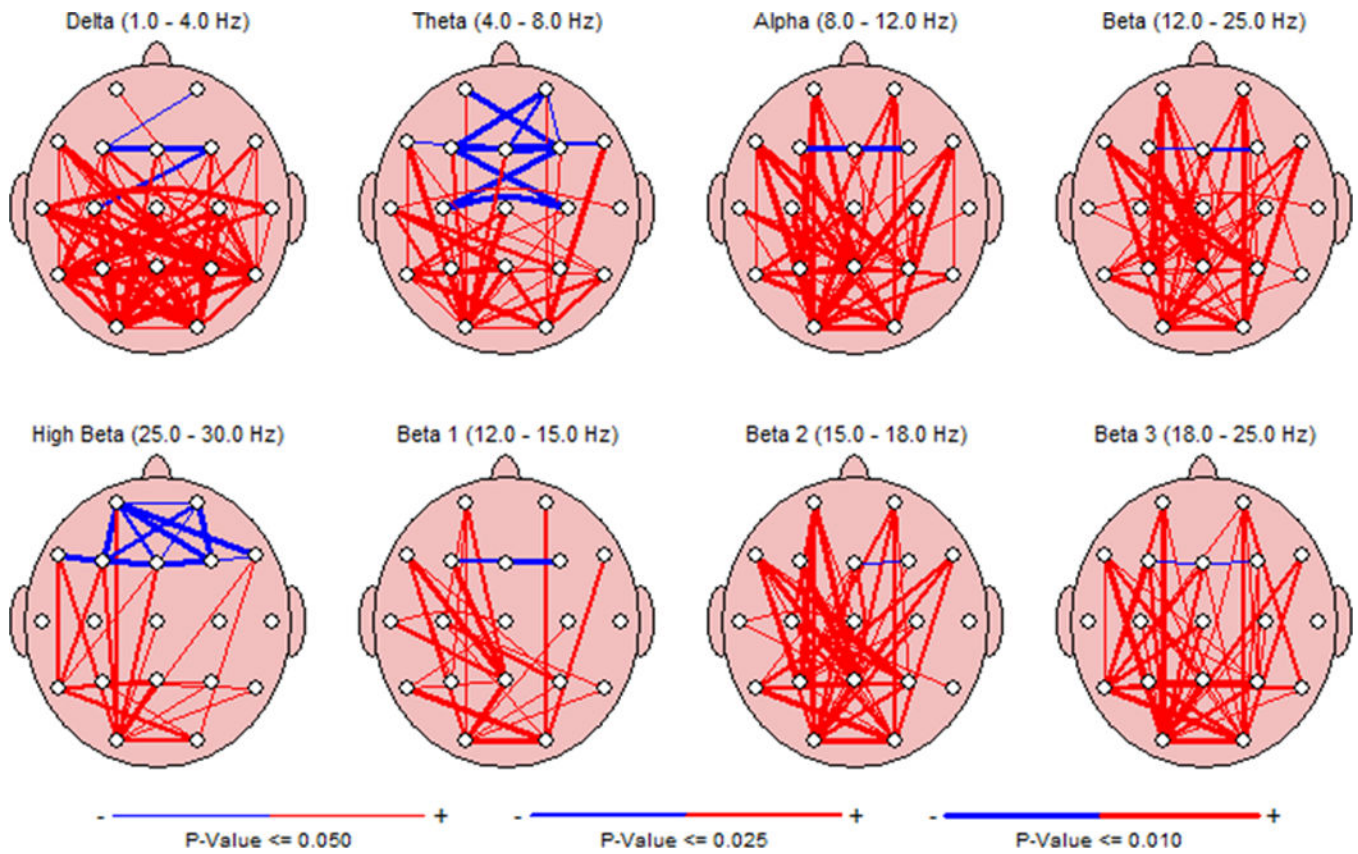 Delta (1.0 - 4.0 Hz) Theta (4.0 - 8.0 Hz) Alpha (8.0 - 12.0 Hz) Beta (12.0 - 25.0 Hz)
High Beta (25.0 - 30.0 Hz) Beta 1 (12.0 - 15.0 Hz) Beta 2 (15.0 - 18.0 Hz) Beta 3 (18.0 - 25.0 Hz)
- + - + - +
P-Value <= 0.050 P-Value <= 0.025 P-Value <= 0.010